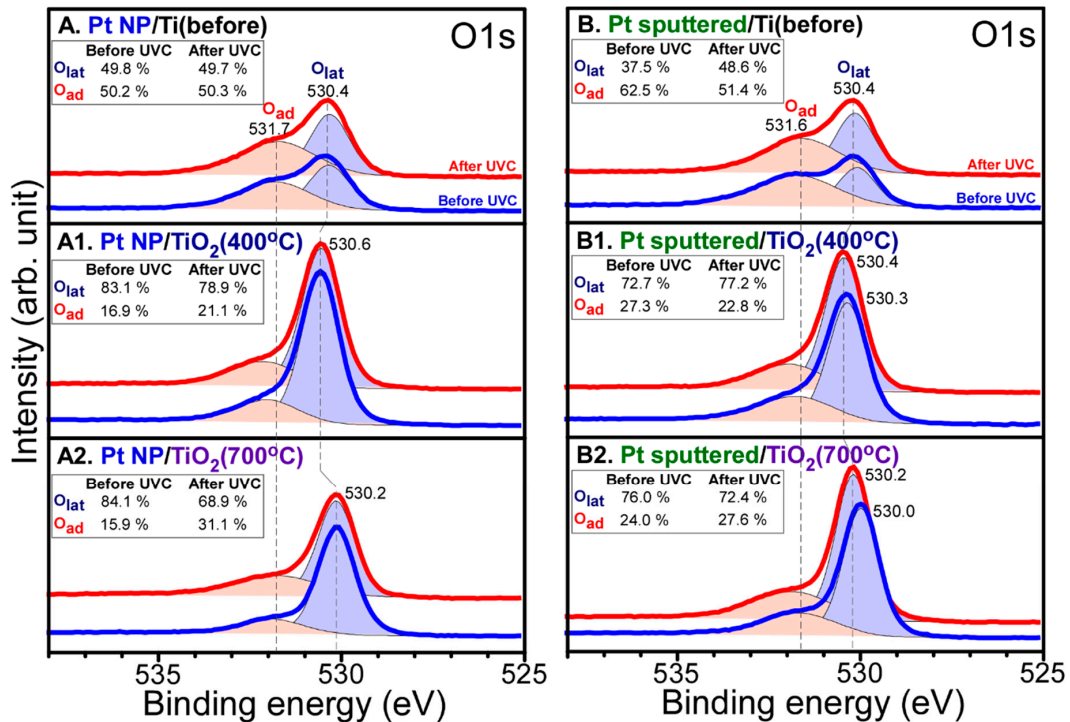 A. Pt NP/Ti(before)
O1s
Before UVC After UVC
Olat 49.8 % 49.7 %
Oad 50.2 % 50.3 %
Olat
530.4
Oad
531.7
After UVC
Before UVC
A1. Pt NP/TiO2(400°C)
530.6
Before UVC After UVC
Olat 83.1 % 78.9 %
Oad 16.9 % 21.1 %
A2. Pt NP/TiO2(700°C)
Before UVC After UVC
Olat 84.1 % 68.9 %
Oad 15.9 % 31.1 %
530.2
535 530 525
Binding energy (eV)
Intensity (arb. unit)
B. Pt sputtered/Ti(before)
O1s
Before UVC After UVC
Olat 37.5 % 48.6 %
Oad 62.5 % 51.4 %
Olat
530.4
Oad
531.6
After UVC
Before UVC
B1. Pt sputtered/TiO2(400°C)
530.4
Before UVC After UVC
Olat 72.7 % 77.2 %
Oad 27.3 % 22.8 %
530.3
B2. Pt sputtered/TiO2(700°C)
530.2
Before UVC After UVC
Olat 76.0 % 72.4 %
Oad 24.0 % 27.6 %
530.0
535 530 525
Binding energy (eV)